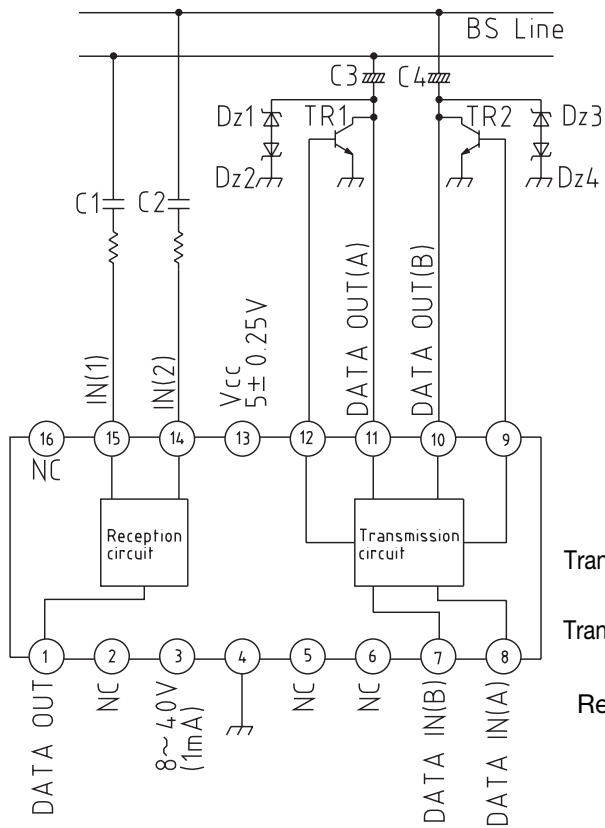 BS Line
C3
C4
Dz1
TR1
TR2
Dz3
Dz2
Dz4
C1
C2
IN(1)
IN(2)
Vcc
5± 0.25V
DATA OUT(A)
DATA OUT(B)
16
15
14
13
12
11
10
9
NC
Reception
circuit
Transmission
circuit
Tran
Tran
Re
1
2
3
4
5
6
7
8
DATA OUT
NC
8~40V
(1mA)
NC
NC
DATA IN(B)
DATA IN(A)